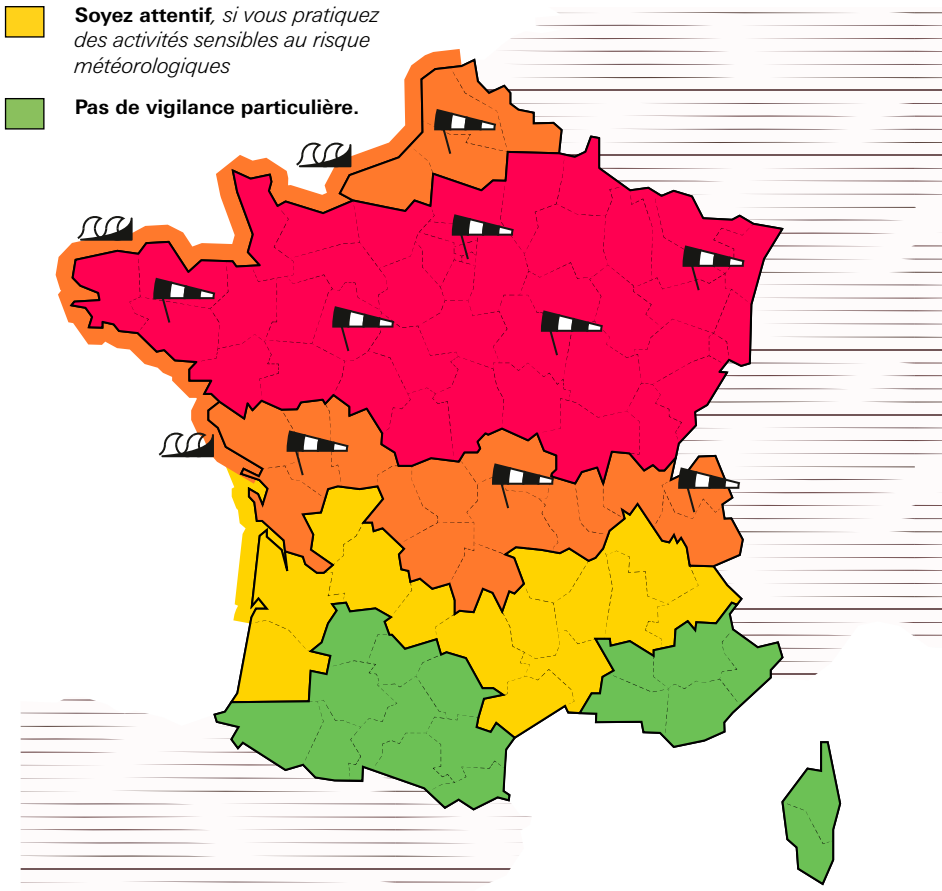 Soyez attentif, si vous pratiquez
des activités sensibles au risque
météorologiques
Pas de vigilance particulière.